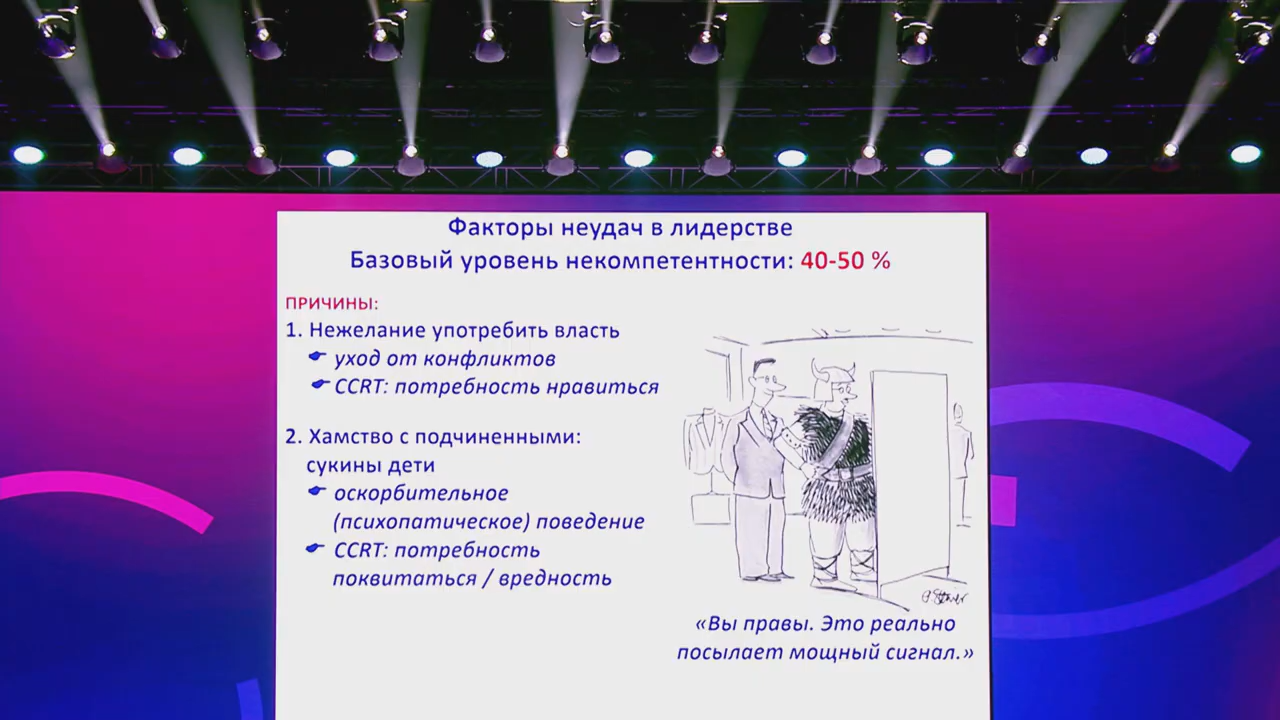 Факторы неудач в лидерстве
Базовый уровень некомпетентности: 40-50 %
ПРИЧИНЫ:
1. Нежелание употребить власть
уход от конфликтов
CCRT: потребность нравиться
2. Хамство с подчиненными:
сукины дети
оскорбительное
(психопатическое) поведение
CCRT: потребность
поквитаться / вредность
«Вы правы. Это реально
посылает мощный сигнал.»